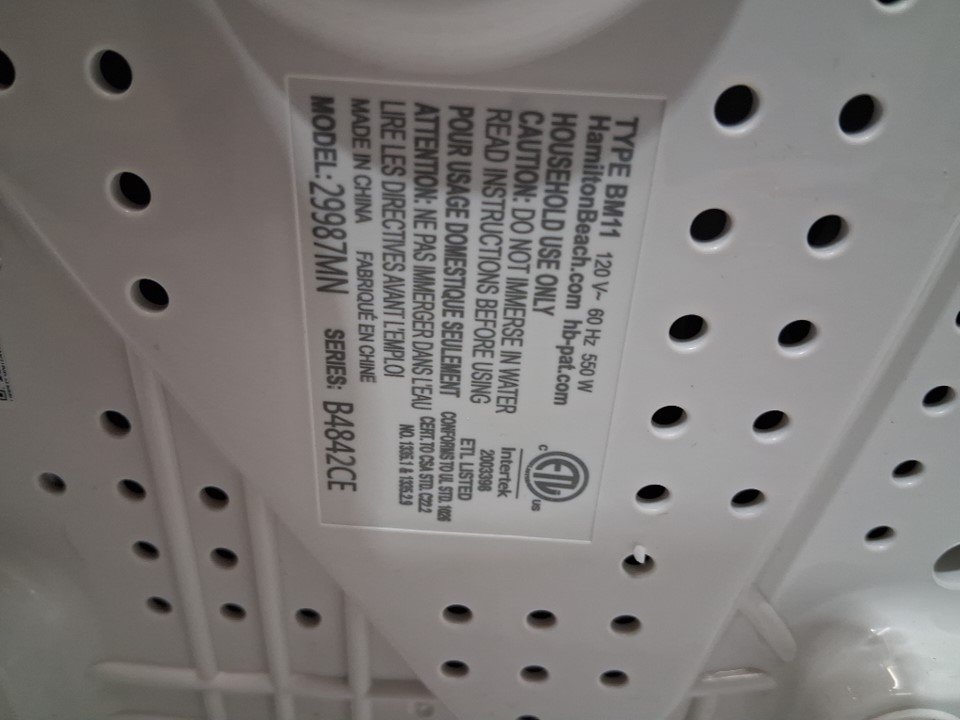 TYPE BM11 120 V~ 60 Hz 550 W
HamiltonBeach.com hb-pat.com
HOUSEHOLD USE ONLY
CAUTION: DO NOT IMMERSE IN WATER
READ INSTRUCTIONS BEFORE USING
POUR USAGE DOMESTIQUE SEULEMENT
ATTENTION: NE PAS IMMERGER DANS L'EAU
LIRE LES DIRECTIVES AVANT L'EMPLOI
MADE IN CHINA FABRIQUÉ EN CHINE
MODEL: 29987MN SERIES: B4842CE
C ETL US
Intertek
2003398
ETL LISTED
CONFORMS TO UL STD. 1026
CERT. TO CSA STD. C22.2
NO. 1335.1 & 1335.2.9